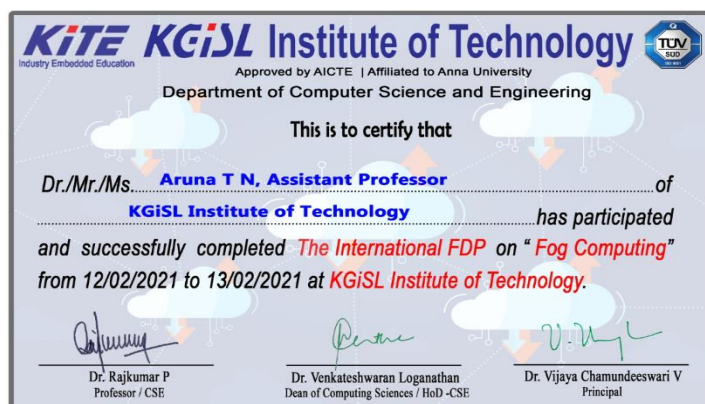 KiTE KGiSL Institute of Technology
Industry Embedded Education
TÜV
SUD
ISO 9001
Approved by AICTE | Affiliated to Anna University
Department of Computer Science and Engineering
This is to certify that
Dr./Mr./Ms. Aruna T N, Assistant Professor of
KGiSL Institute of Technology has participated
and successfully completed The International FDP on “ Fog Computing”
from 12/02/2021 to 13/02/2021 at KGiSL Institute of Technology.
Dr. Rajkumar P
Professor / CSE
Dr. Venkateshwaran Loganathan
Dean of Computing Sciences / HoD -CSE
Dr. Vijaya Chamundeeswari V
Principal